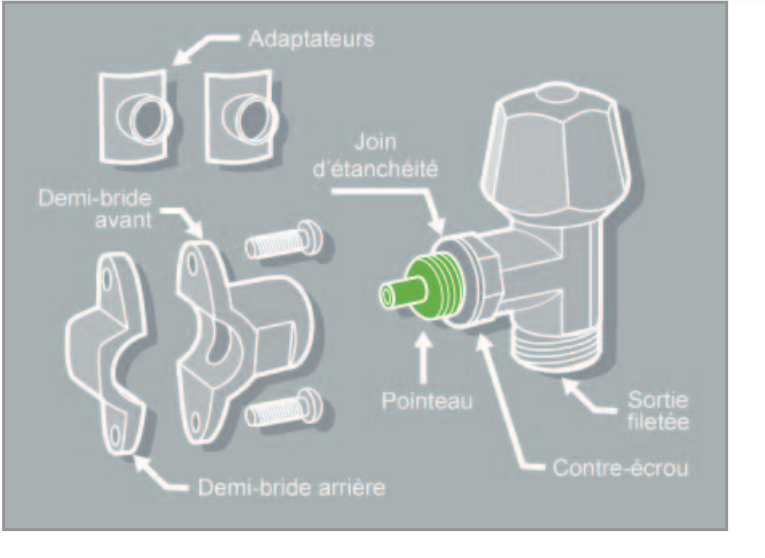 Adaptateurs
Join
d'étanchéité
Demi-bride
avant
Pointeau
Sortie
filetée
Contre-écrou
Demi-bride arrière